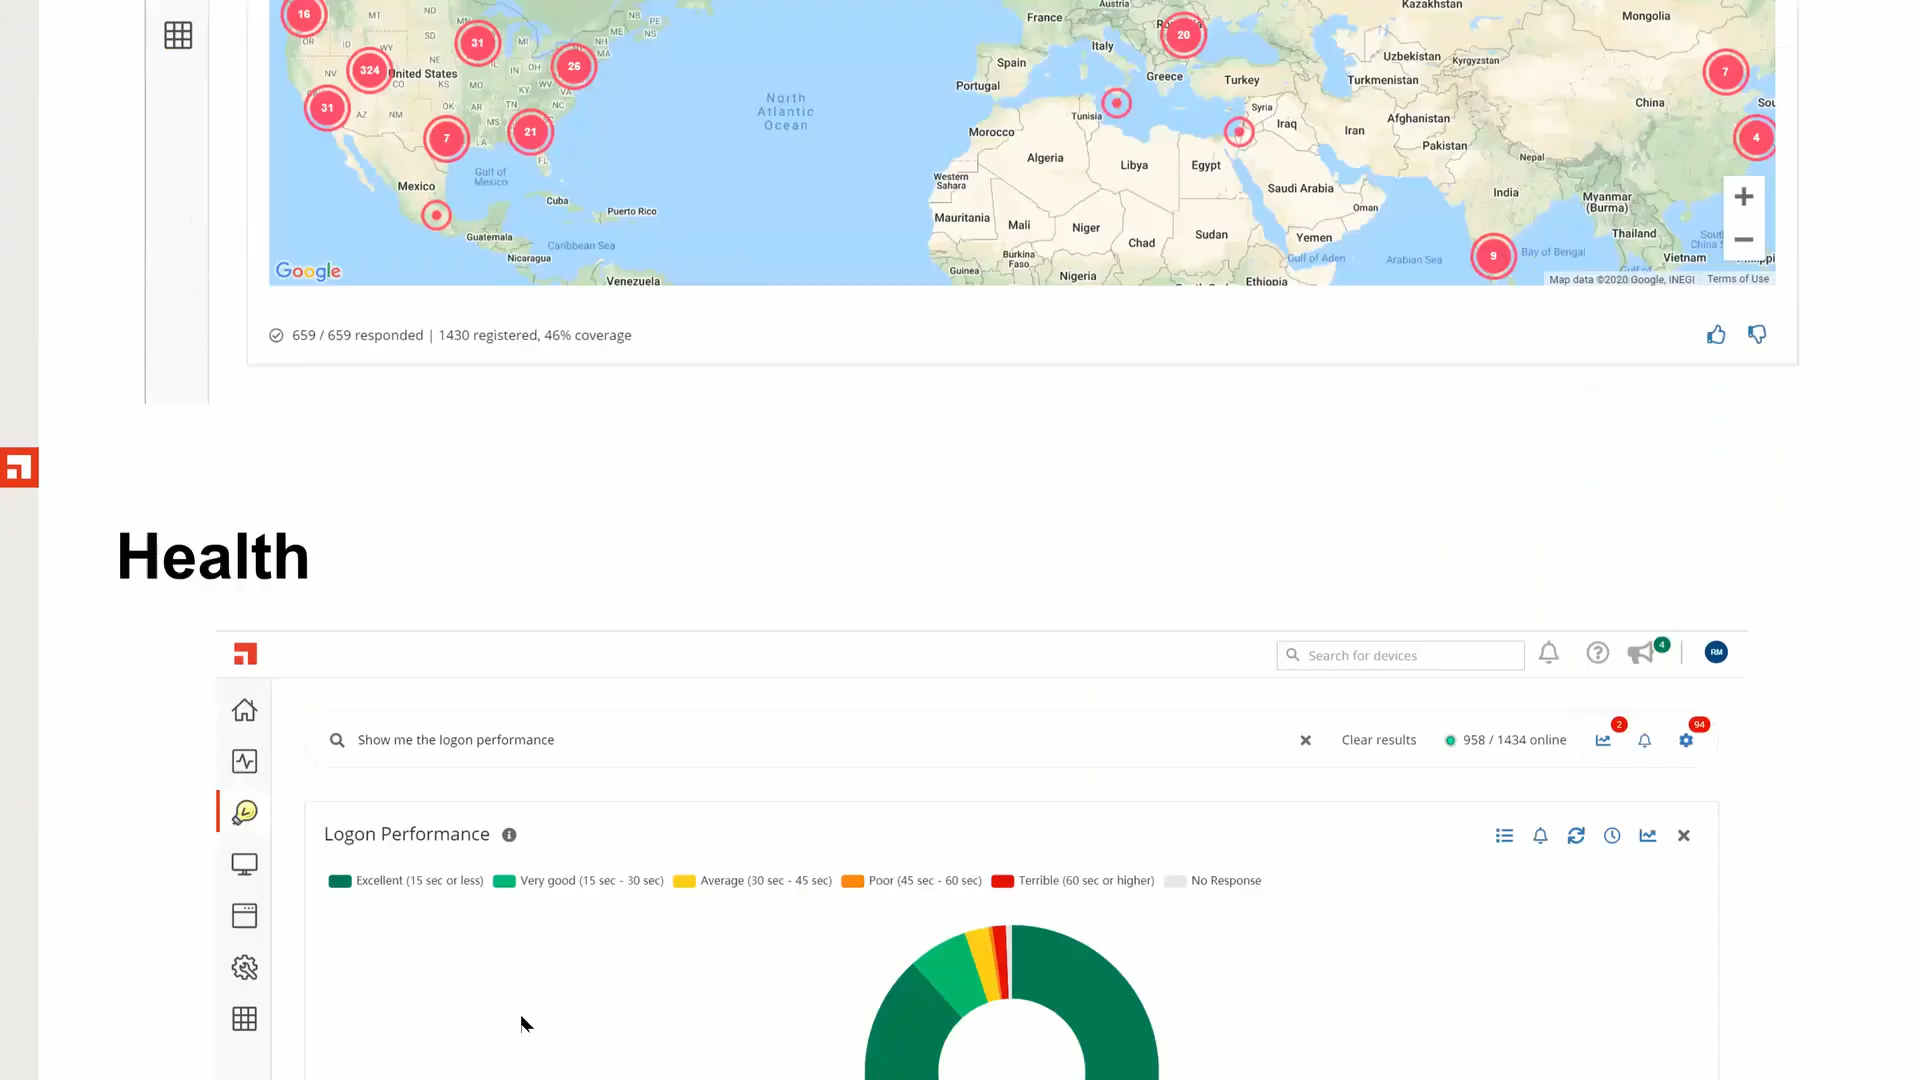 16
MT
ND
NB
PE
ME
NS
OR
ID
WY
SD
31
MI
NH
MA
NE
26
NV
324
United States
CO
KS
MO
IN
OH
WV
KY
VA
31
AZ
NM
OK
AR
TN
NC
MS
7
LA
21
FL
Mexico
Gulf of
Mexico
Cuba
Puerto Rico
Guatemala
Caribbean Sea
Nicaragua
Venezuela
North
Atlantic
Ocean
Austria
France
Kazakhstan
Mongolia
20
Italy
Spain
Portugal
Greece
Turkey
Uzbekistan
Kyrgyzstan
Turkmenistan
7
China
Tunisia
Syria
Iraq
Iran
Afghanistan
Pakistan
4
Morocco
Algeria
Libya
Egypt
Nepal
Western
Sahara
Saudi Arabia
India
Myanmar
(Burma)
Oman
Mauritania
Mali
Niger
Chad
Sudan
Yemen
Thailand
Gulf of Aden
Arabian Sea
9
Bay of Bengal
Vietnam
Burkina
Faso
Guinea
Nigeria
Ethiopia
Google
Map data ©2020 Google, INEGI
Terms of Use
659 / 659 responded | 1430 registered, 46% coverage
Health
Search for devices
4
RM
Show me the logon performance
Clear results
958 / 1434 online
2
94
Logon Performance
Excellent (15 sec or less)
Very good (15 sec - 30 sec)
Average (30 sec - 45 sec)
Poor (45 sec - 60 sec)
Terrible (60 sec or higher)
No Response